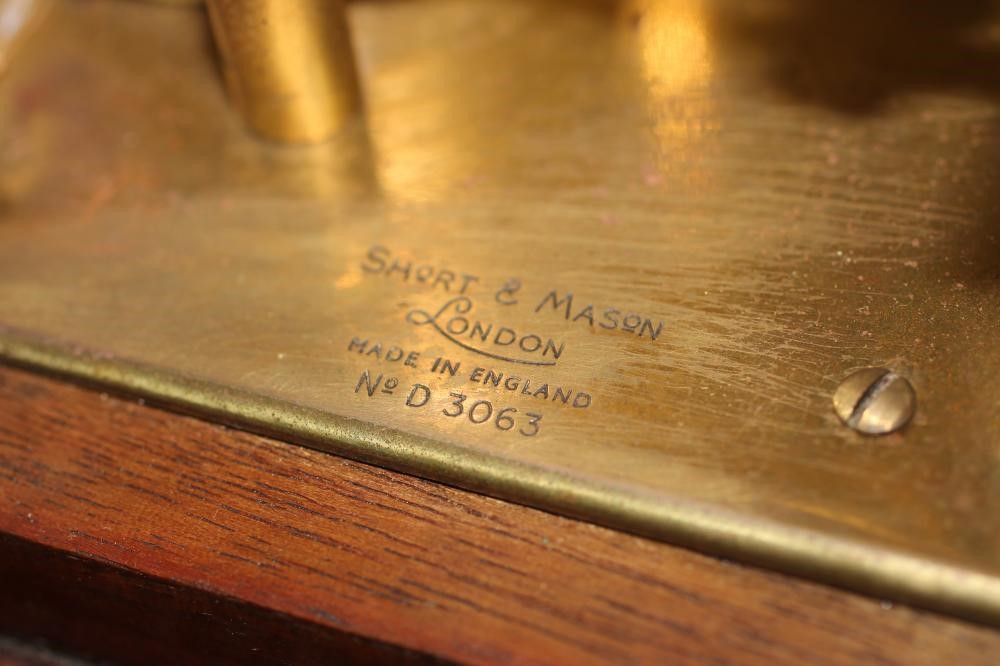 Short & Mason
London
MADE IN ENGLAND
Nº D 3063